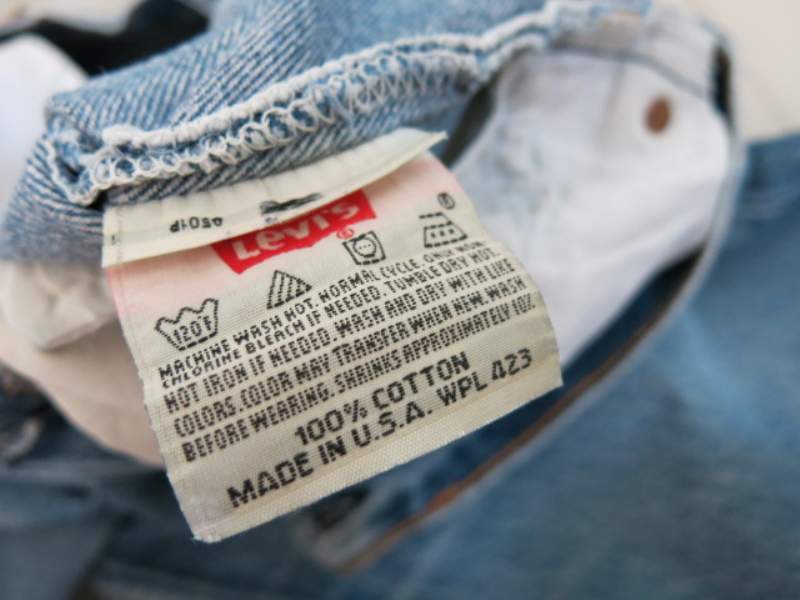 Levi's ®
120F
MACHINE WASH HOT. NORMAL CYCLE. ONLY NON-
CHLORINE BLEACH IF NEEDED. TUMBLE DRY HOT.
HOT IRON IF NEEDED. WASH AND DRY WITH LIKE
COLORS. COLOR MAY TRANSFER WHEN NEW. WASH
BEFORE WEARING. SHRINKS APPROXIMATELY 10%.
100% COTTON
MADE IN U.S.A. WPL 423